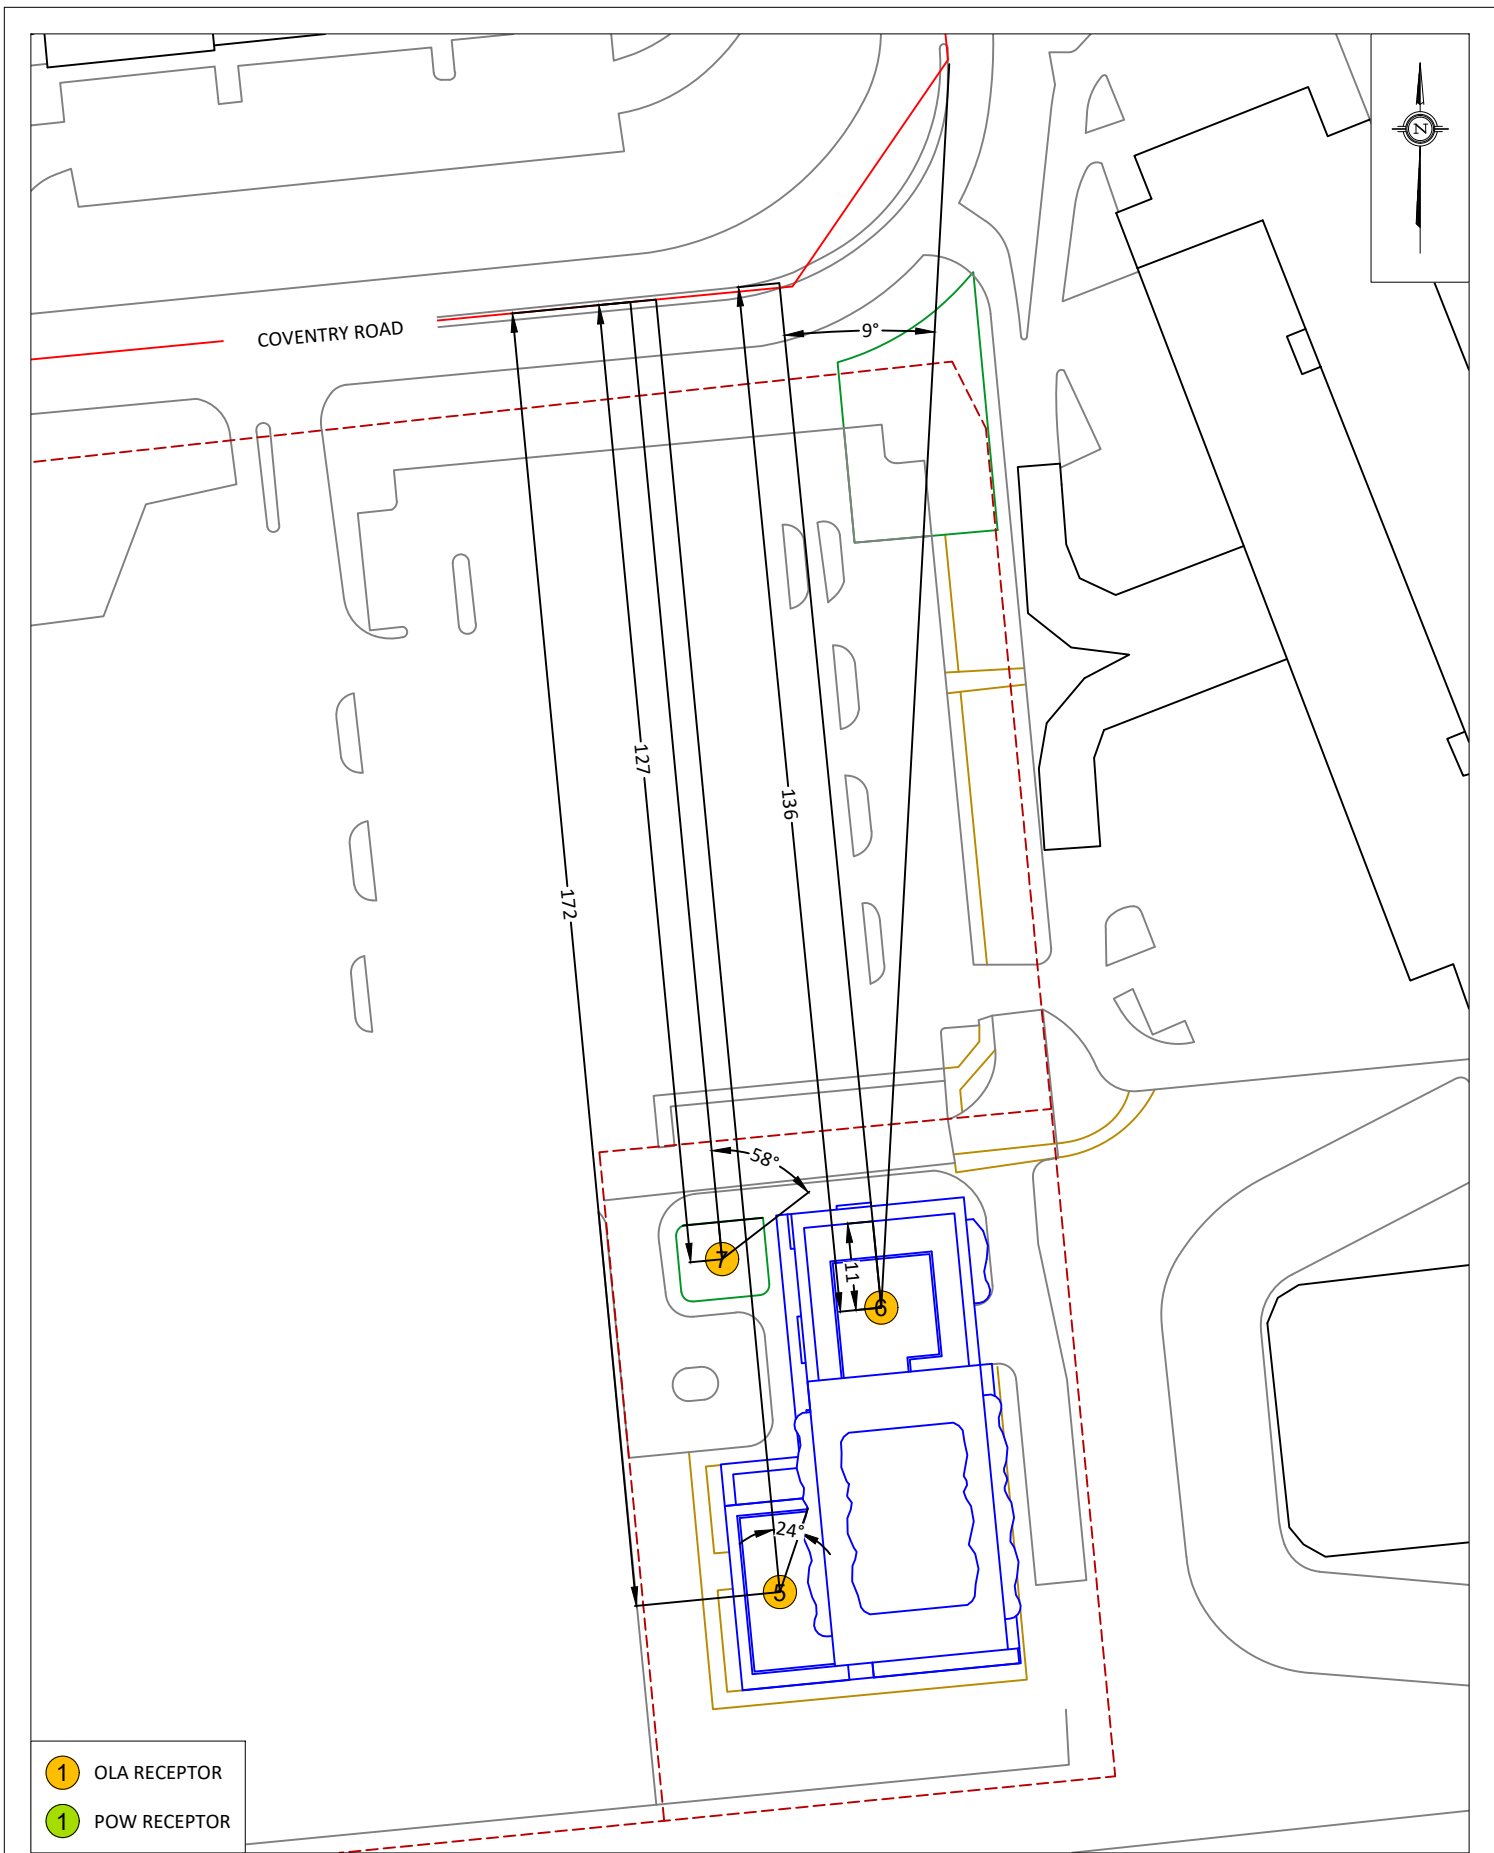 N
COVENTRY ROAD
9°
127
136
172
58°
7
11
6
24°
5
1 OLA RECEPTOR
1 POW RECEPTOR